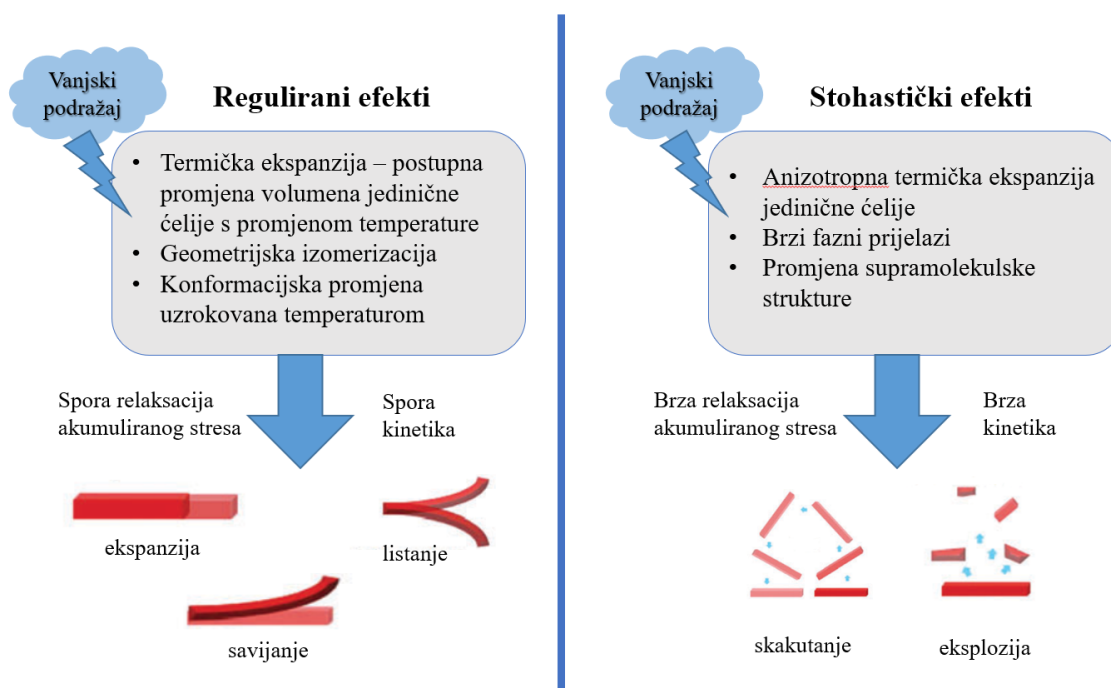 Vanjski
podražaj
Regulirani efekti
• Termička ekspanzija – postupna
promjena volumena jedinične
ćelije s promjenom temperature
• Geometrijska izomerizacija
• Konformacijska promjena
uzrokovana temperaturom
Spora relaksacija
akumuliranog stresa
Spora
kinetika
ekspanzija
listanje
savijanje
Vanjski
podražaj
Stohastički efekti
• Anizotropna termička ekspanzija
jedinične ćelije
• Brzi fazni prijelazi
• Promjena supramolekulske
strukture
Brza relaksacija
akumuliranog stresa
Brza
kinetika
skakutanje
eksplozija